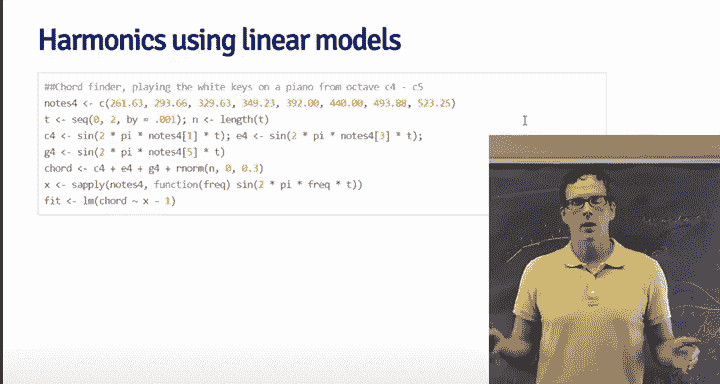 Harmonics using linear models
##Chord finder, playing the white keys on a piano from octave c4 - c5
notes4 <- c(261.63, 293.66, 329.63, 349.23, 392.00, 440.00, 493.88, 523.25)
t <- seq(0, 2, by = .001); n <- length(t)
c4 <- sin(2 * pi * notes4[1] * t); e4 <- sin(2 * pi * notes4[3] * t);
g4 <- sin(2 * pi * notes4[5] * t)
chord <- c4 + e4 + g4 + rnorm(n, 0, 0.3)
x <- sapply(notes4, function(freq) sin(2 * pi * freq * t))
fit <- lm(chord ~ x - 1)